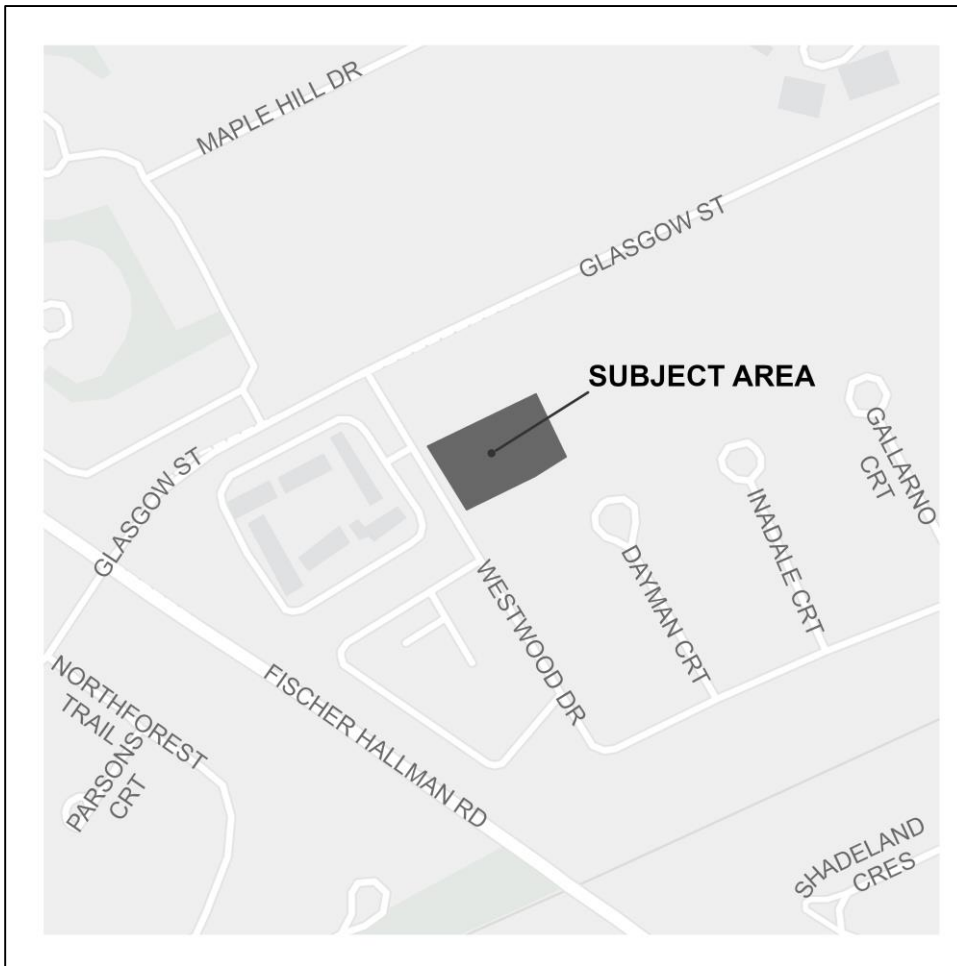 MAPLE HILL DR
GLASGOW ST
SUBJECT AREA
GALLARNO
CRT
GLASGOW ST
INADALE CRT
DAYMAN CRT
WESTWOOD DR
FISCHER HALLMAN RD
NORTHFOREST
TRAIL
PARSONS
CRT
SHADELAND
CRES